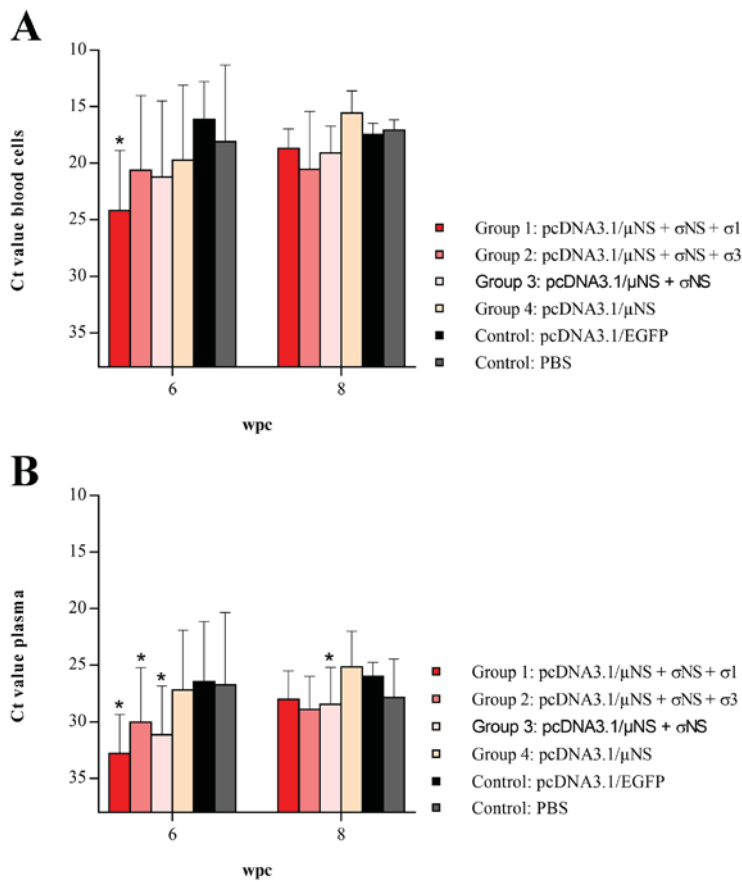 A
Ct value blood cells
10
15
20
25
30
35
*
6
8
wpc
Group 1: pcDNA3.1/µNS + σNS + σ1
Group 2: pcDNA3.1/µNS + σNS + σ3
Group 3: pcDNA3.1/µNS + σNS
Group 4: pcDNA3.1/µNS
Control: pcDNA3.1/EGFP
Control: PBS
B
Ct value plasma
10
20
25
30
35
*
*
*
*
6
8
wpc
Group 1: pcDNA3.1/µNS + σNS + σ1
Group 2: pcDNA3.1/µNS + σNS + σ3
Group 3: pcDNA3.1/µNS + σNS
Group 4: pcDNA3.1/µNS
Control: pcDNA3.1/EGFP
Control: PBS